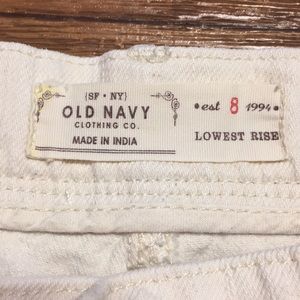 {SF • NY}
OLD NAVY
CLOTHING CO.
MADE IN INDIA
•est 8 1994•
LOWEST RISE